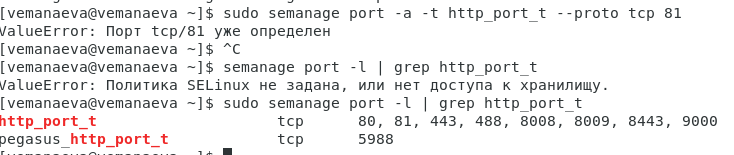 [vemanaeva@vemanaeva ~]$ sudo semanage port -a -t http_port_t --proto tcp 81
ValueError: Порт tcp/81 уже определен
[vemanaeva@vemanaeva ~]$ ^C
[vemanaeva@vemanaeva ~]$ semanage port -l | grep http_port_t
ValueError: Политика SELinux не задана, или нет доступа к хранилищу.
[vemanaeva@vemanaeva ~]$ sudo semanage port -l | grep http_port_t
http_port_t                    tcp      80, 81, 443, 488, 8008, 8009, 8443, 9000
pegasus_http_port_t            tcp      5988
[vemanaeva@vemanaeva ~]$